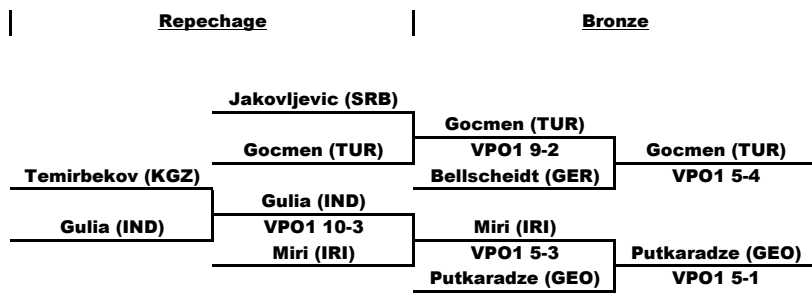 Repechage
Bronze
Jakovljevic (SRB)
Gocmen (TUR)
Gocmen (TUR)
VPO1 9-2
Gocmen (TUR)
Temirbekov (KGZ)
Bellscheidt (GER)
VPO1 5-4
Gulia (IND)
Gulia (IND)
VPO1 10-3
Miri (IRI)
Miri (IRI)
VPO1 5-3
Putkaradze (GEO)
Putkaradze (GEO)
VPO1 5-1